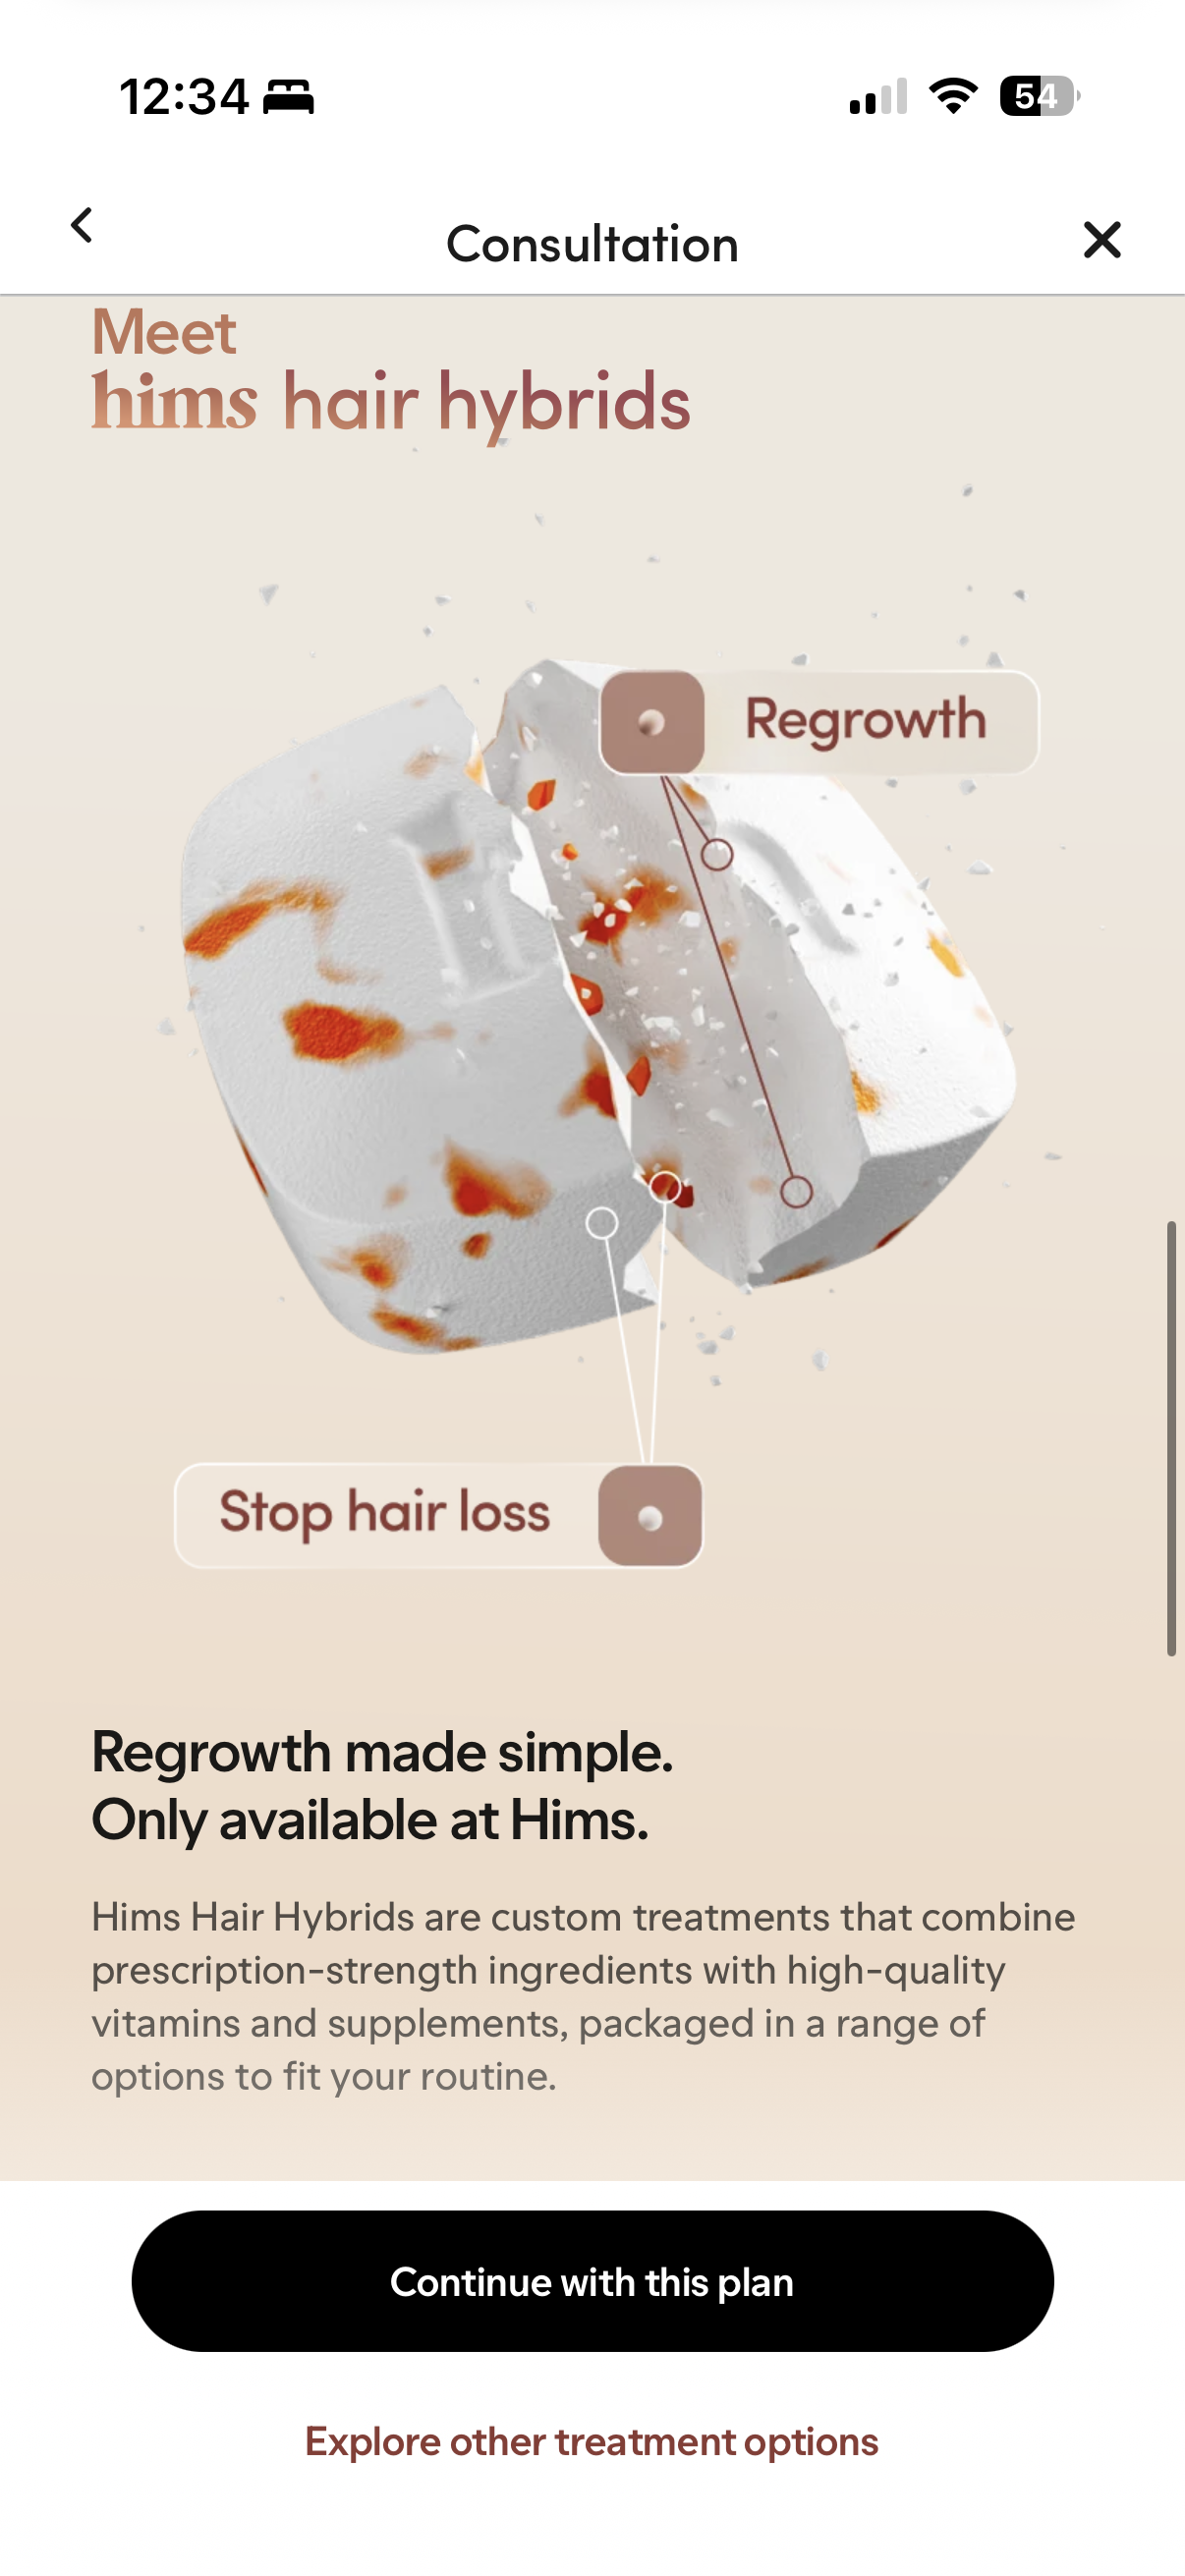 12:34
54
Consultation
Meet
hims hair hybrids
Regrowth
H
Stop hair loss
Regrowth made simple.
Only available at Hims.
Hims Hair Hybrids are custom treatments that combine
prescription-strength ingredients with high-quality
vitamins and supplements, packaged in a range of
options to fit your routine.
Continue with this plan
Explore other treatment options